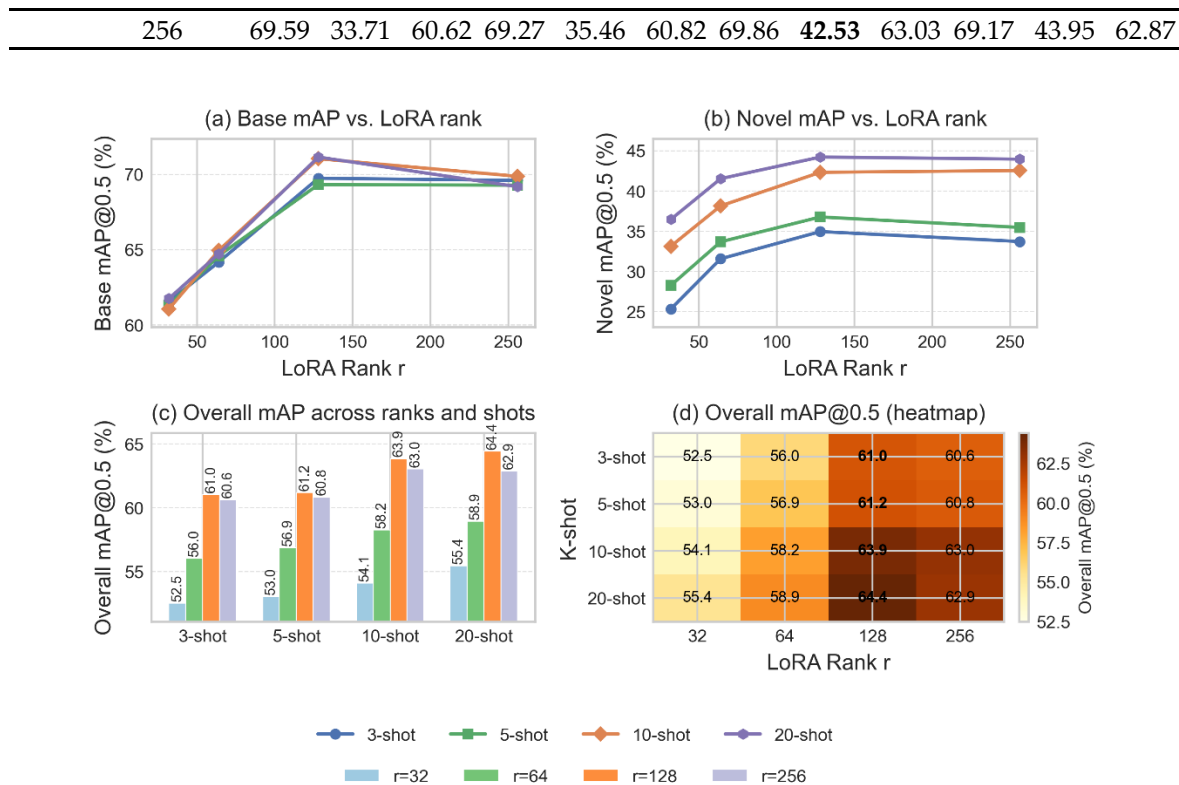 256 69.59 33.71 60.62 69.27 35.46 60.82 69.86 42.53 63.03 69.17 43.95 62.87
(a) Base mAP vs. LoRA rank
Base mAP@0.5 (%)
70
65
60
50 100 150 200 250
LoRA Rank r
(b) Novel mAP vs. LoRA rank
Novel mAP@0.5 (%)
45
40
35
30
25
50 100 150 200 250
LoRA Rank r
(c) Overall mAP across ranks and shots
Overall mAP@0.5 (%)
65
60
55
52.5 56.0 61.0 60.6
53.0 56.9 61.2 60.8
54.1 58.2 63.9 63.0
55.4 58.9 64.4 62.9
3-shot 5-shot 10-shot 20-shot
(d) Overall mAP@0.5 (heatmap)
K-shot
3-shot 52.5 56.0 61.0 60.6
5-shot 53.0 56.9 61.2 60.8
10-shot 54.1 58.2 63.9 63.0
20-shot 55.4 58.9 64.4 62.9
32 64 128 256
LoRA Rank r
62.5
60.0
57.5
55.0
52.5
Overall mAP@0.5 (%)
3-shot 5-shot 10-shot 20-shot
r=32 r=64 r=128 r=256